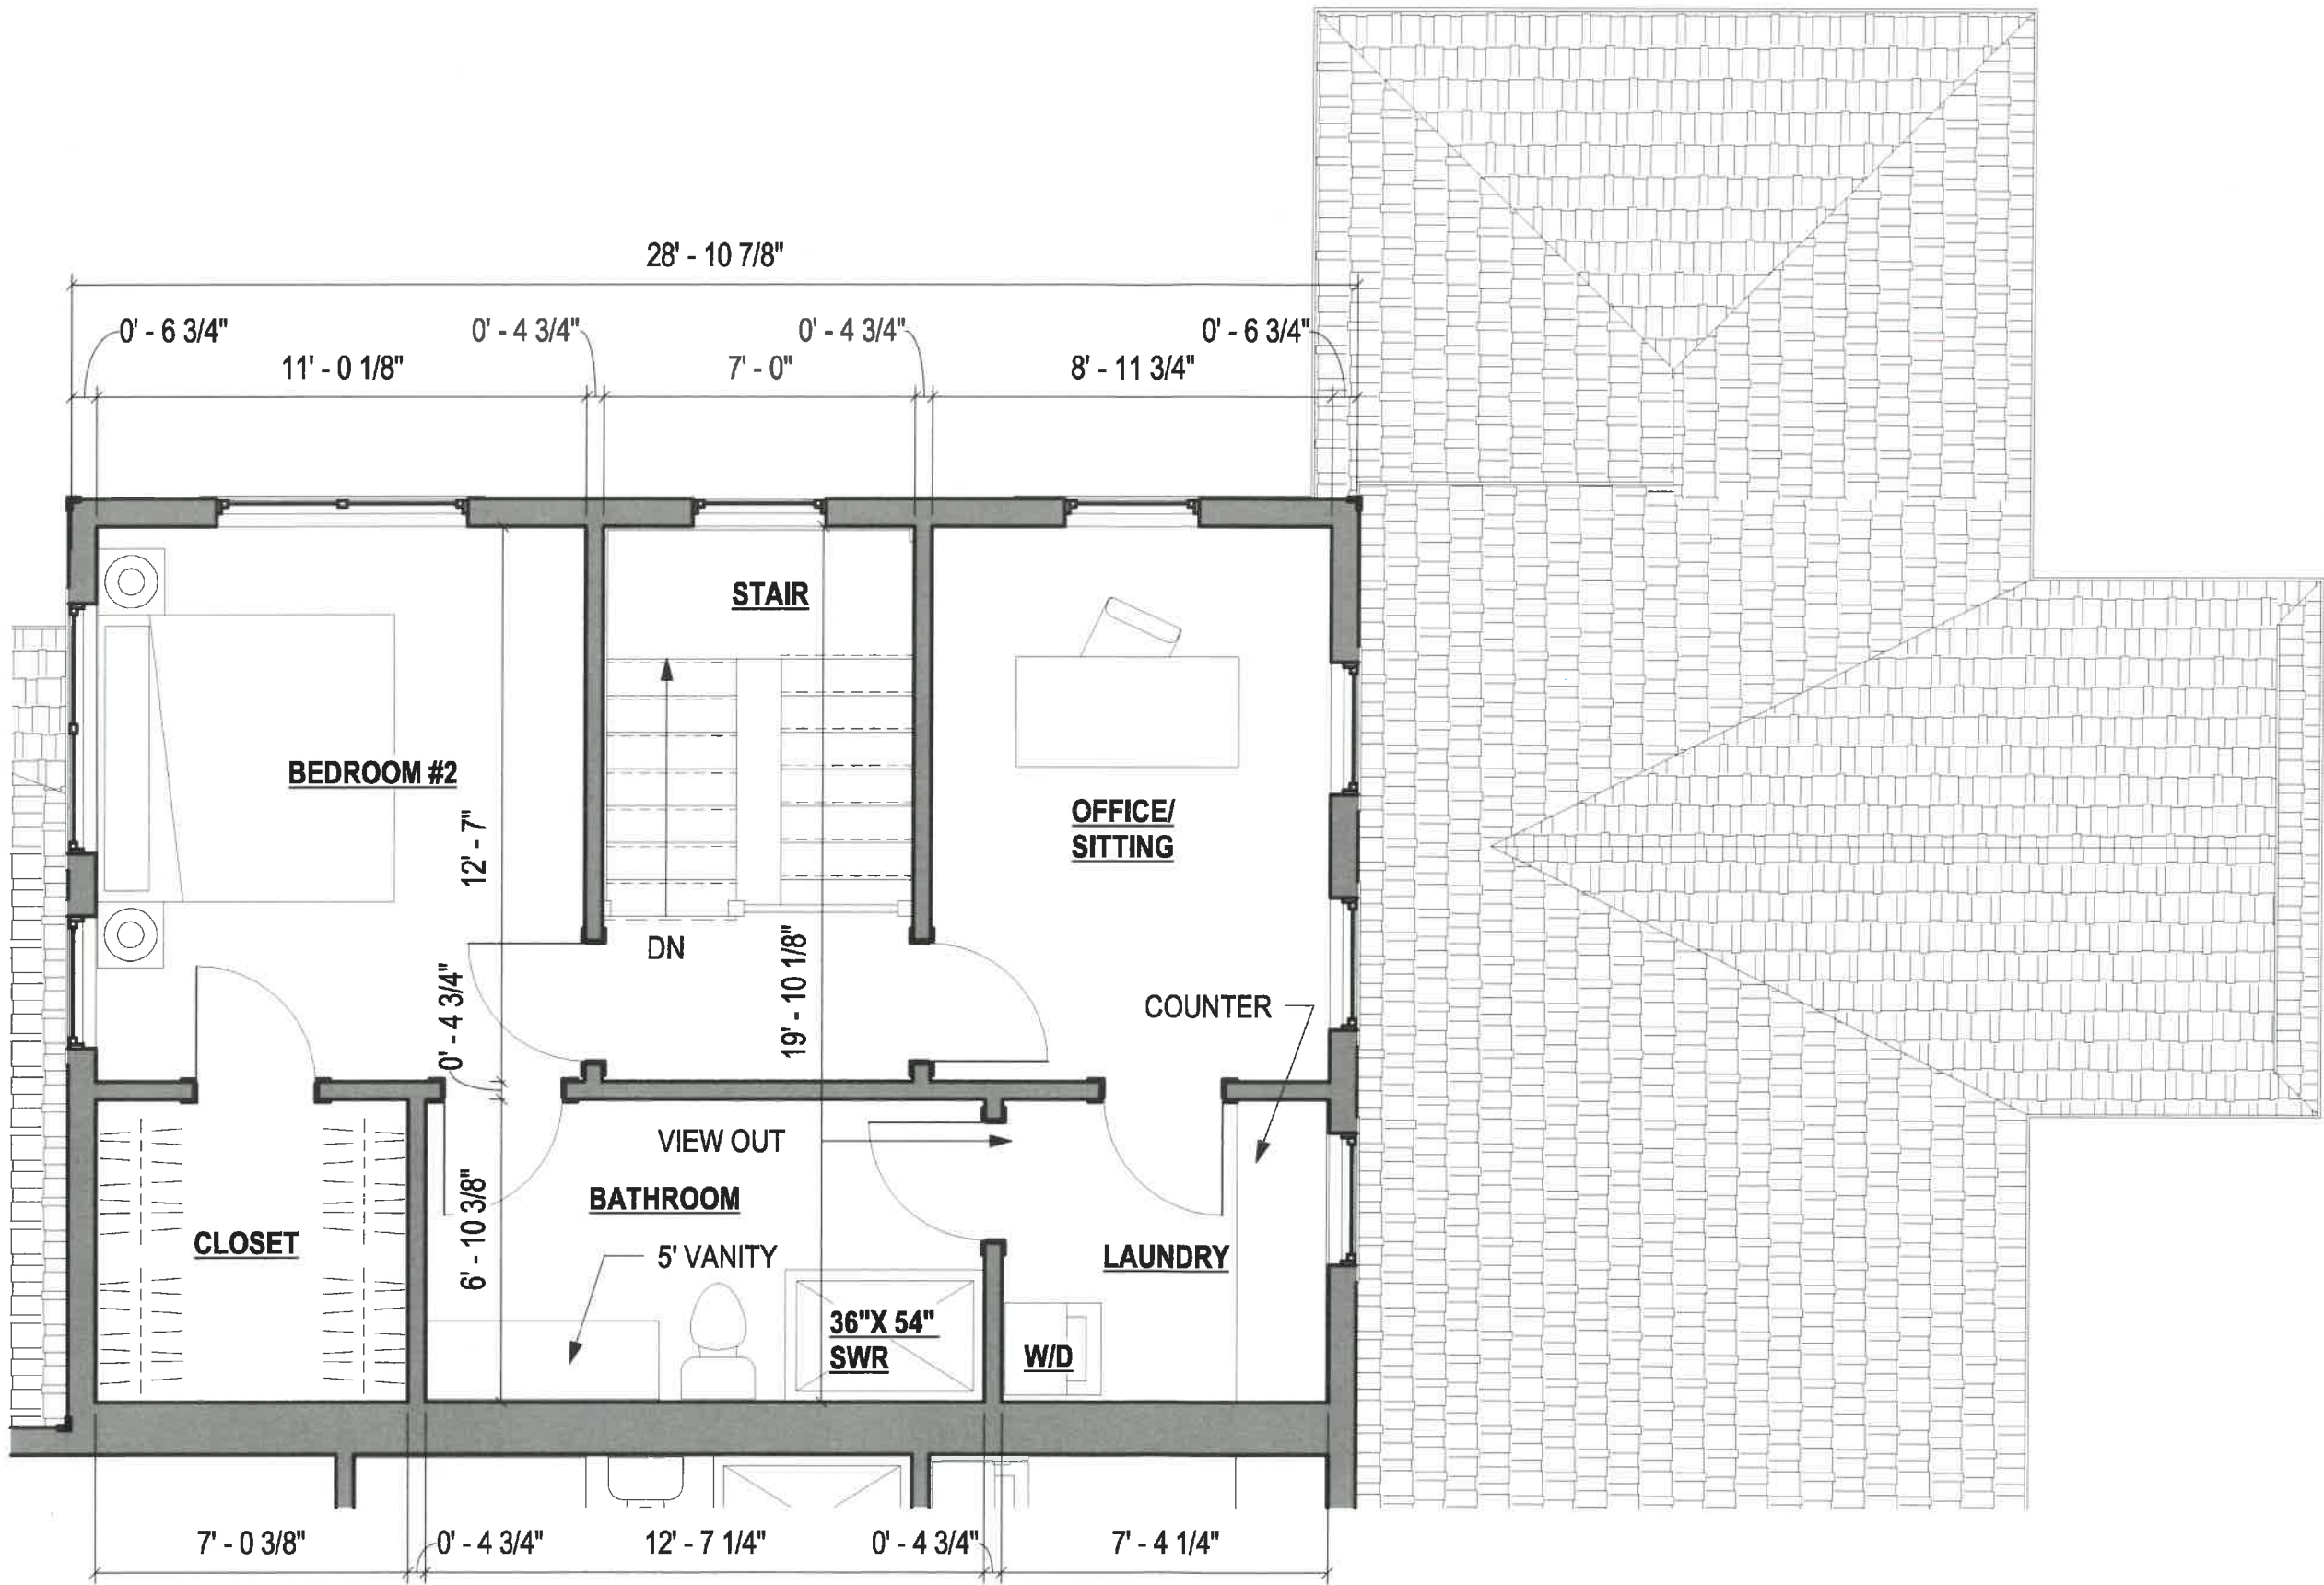 28' - 10 7/8"
0' - 6 3/4"
0' - 4 3/4"
0' - 4 3/4"
0' - 6 3/4"
11' - 0 1/8"
7' - 0"
8' - 11 3/4"
STAIR
BEDROOM #2
12' - 7"
OFFICE/
SITTING
DN
0' - 4 3/4"
19' - 10 1/8"
COUNTER
VIEW OUT
BATHROOM
6' - 10 3/8"
CLOSET
5' VANITY
LAUNDRY
36"X 54"
SWR
W/D
7' - 0 3/8"
0' - 4 3/4"
12' - 7 1/4"
0' - 4 3/4"
7' - 4 1/4"